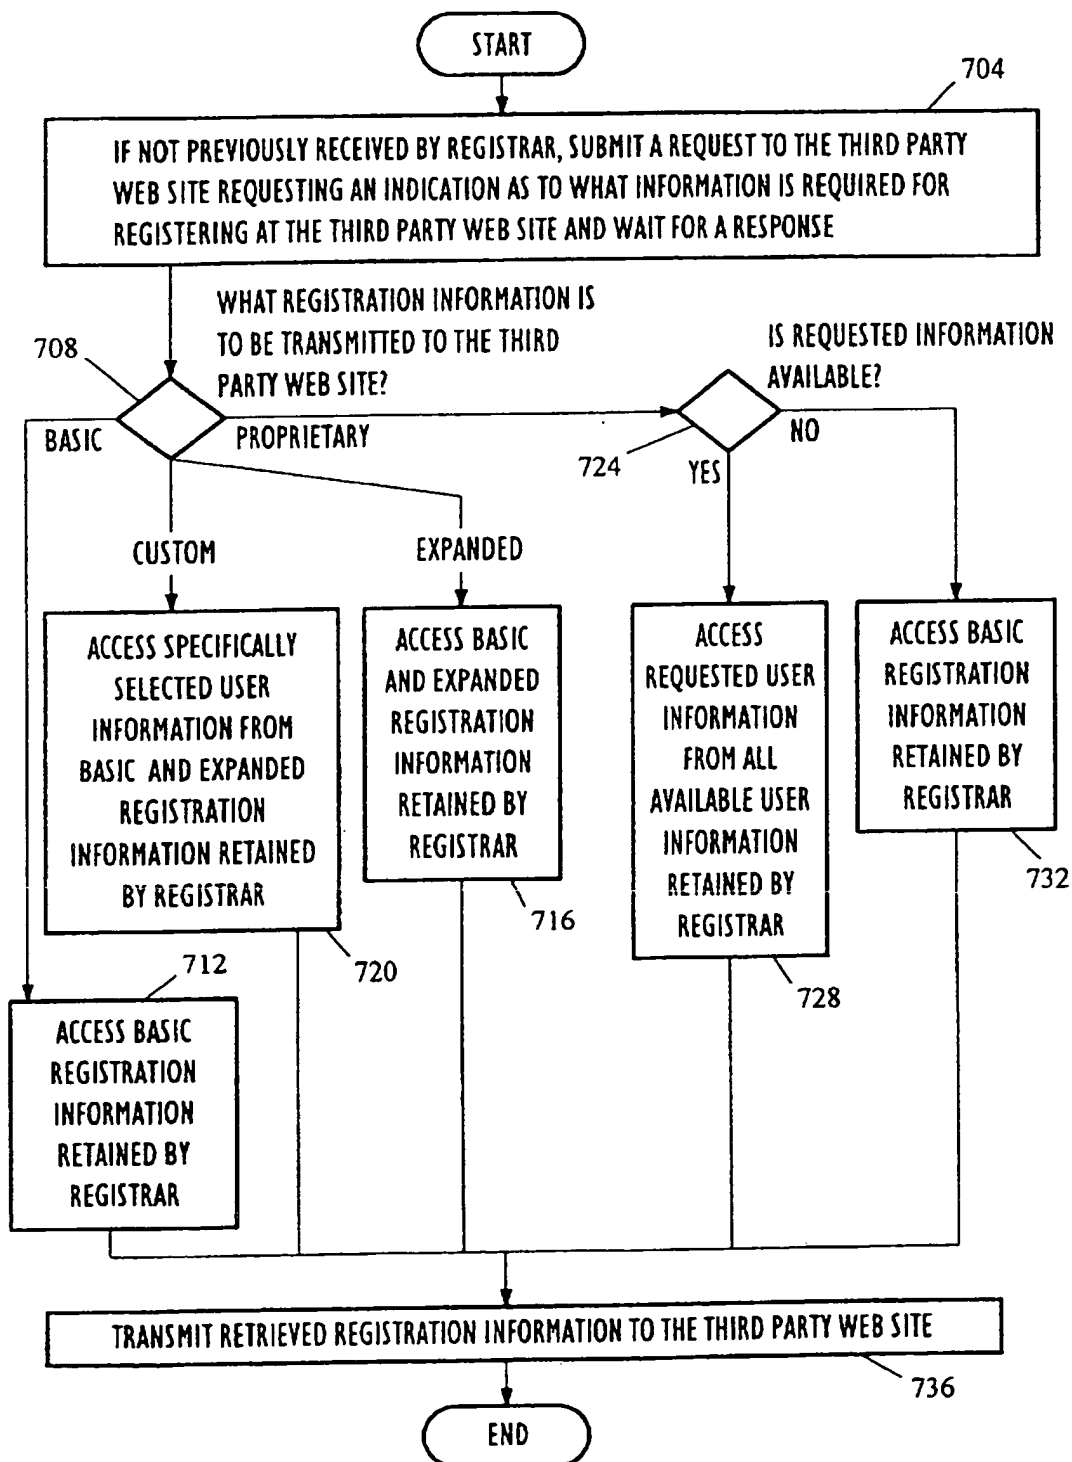 START
704
IF NOT PREVIOUSLY RECEIVED BY REGISTRAR, SUBMIT A REQUEST TO THE THIRD PARTY
WEB SITE REQUESTING AN INDICATION AS TO WHAT INFORMATION IS REQUIRED FOR
REGISTERING AT THE THIRD PARTY WEB SITE AND WAIT FOR A RESPONSE
WHAT REGISTRATION INFORMATION IS
TO BE TRANSMITTED TO THE THIRD
PARTY WEB SITE?
708
BASIC
PROPRIETARY
IS REQUESTED INFORMATION
AVAILABLE?
724
NO
YES
CUSTOM
EXPANDED
ACCESS SPECIFICALLY
SELECTED USER
INFORMATION FROM
BASIC AND EXPANDED
REGISTRATION
INFORMATION RETAINED
BY REGISTRAR
720
ACCESS BASIC
AND EXPANDED
REGISTRATION
INFORMATION
RETAINED BY
REGISTRAR
716
ACCESS
REQUESTED USER
INFORMATION
FROM ALL
AVAILABLE USER
INFORMATION
RETAINED BY
REGISTRAR
728
ACCESS BASIC
REGISTRATION
INFORMATION
RETAINED BY
REGISTRAR
732
712
ACCESS BASIC
REGISTRATION
INFORMATION
RETAINED BY
REGISTRAR
TRANSMIT RETRIEVED REGISTRATION INFORMATION TO THE THIRD PARTY WEB SITE
736
END